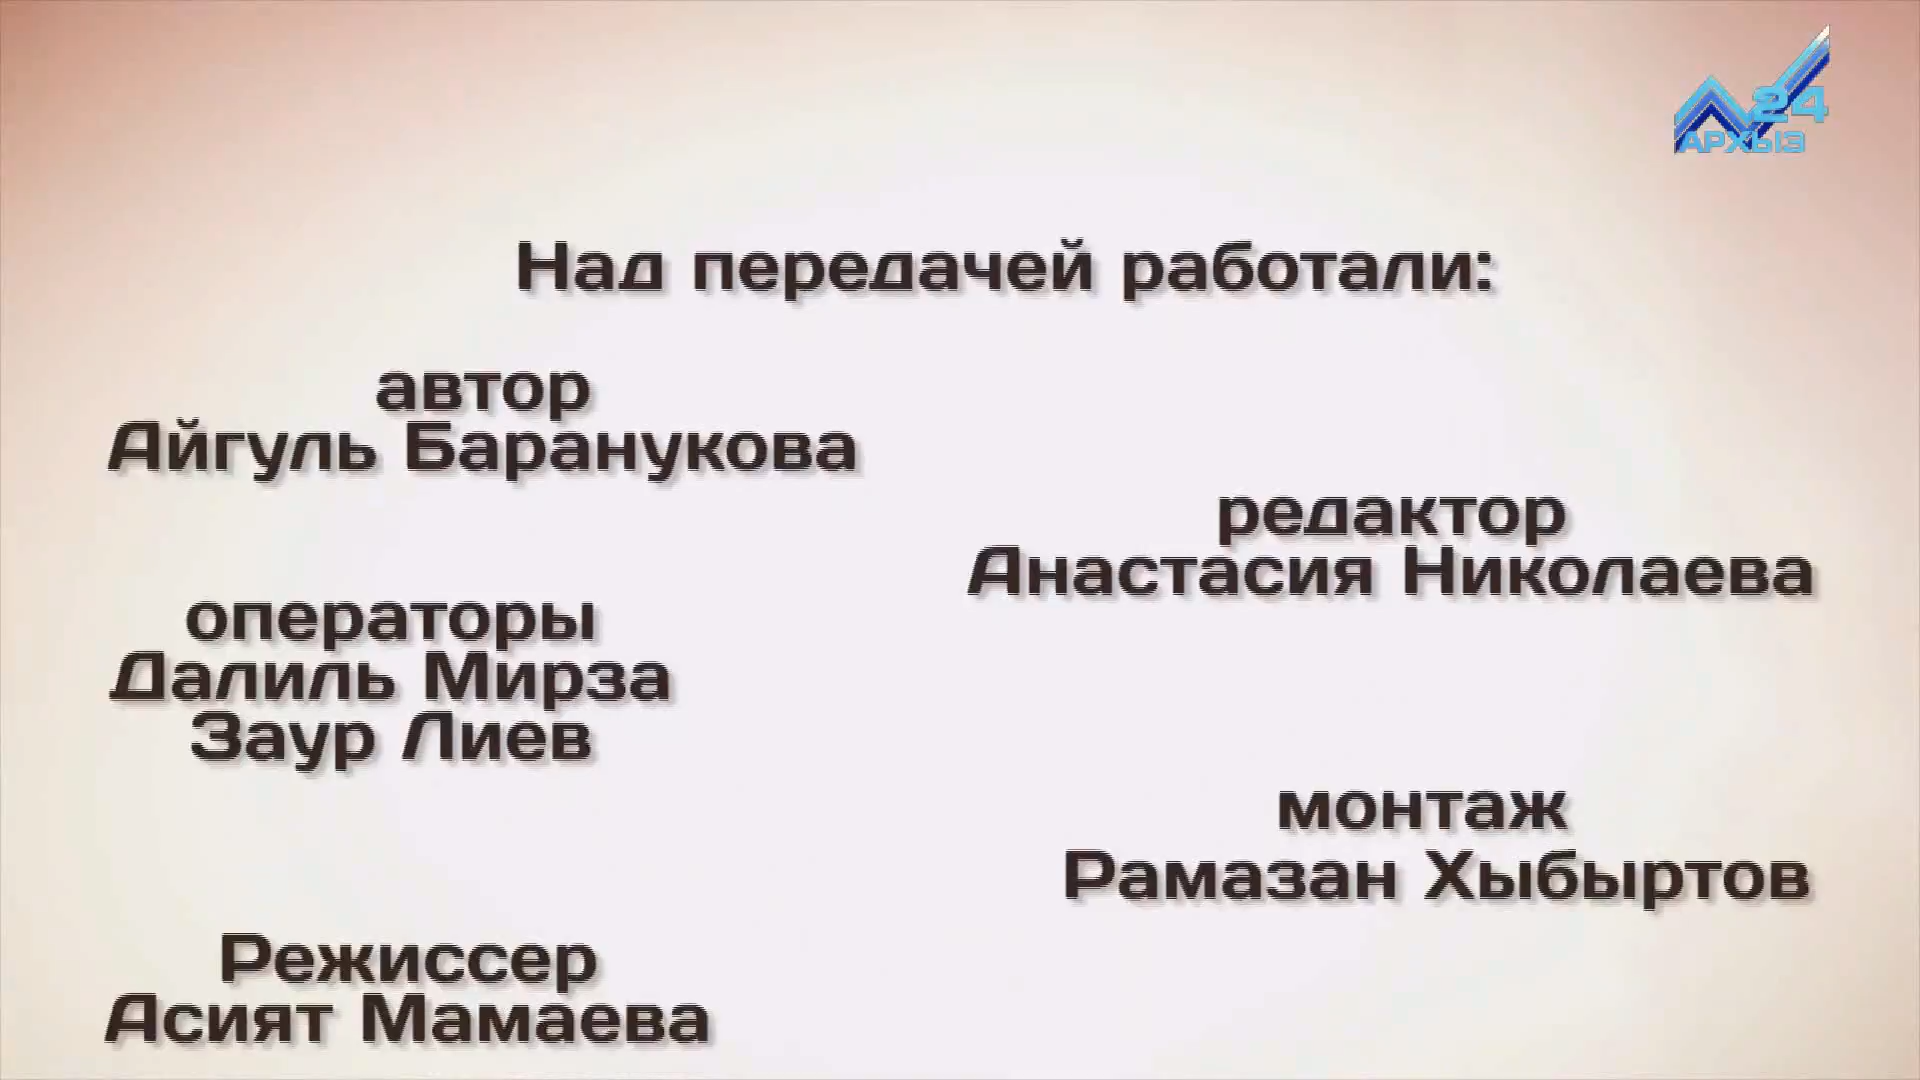 24
АРХЫЗ
Над передачей работали:
автор
Айгуль Баранукова
редактор
Анастасия Николаева
операторы
Далиль Мирза
Заур Лиев
монтаж
Рамазан Хыбыртов
Режиссер
Асият Мамаева